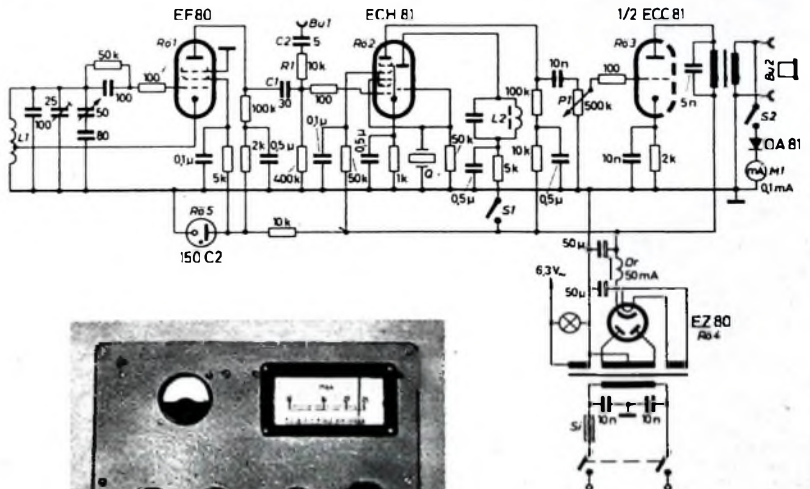 EF80
ECH 81
1/2 ECC81
Bu1
C2 5
Rö1
R1 10k
Rö2
Rö3
50k
100
100
C1
30
100
10n
100
Bu2
25
50
100
80
L1
100k
100k
P1
500k
5n
S2
L2
OA 81
0,1µ
5k
2k
0,5µ
400k
0,1µ
50k
0,5µ
1k
Q
50k
0,5µ
5k
10k
0,5µ
10n
2k
mA M1
0,1mA
S1
Rö5
10k
150 C2
50µ
Dr
50mA
6,3V~
50µ
EZ 80
Rö4
10n
10n
Si